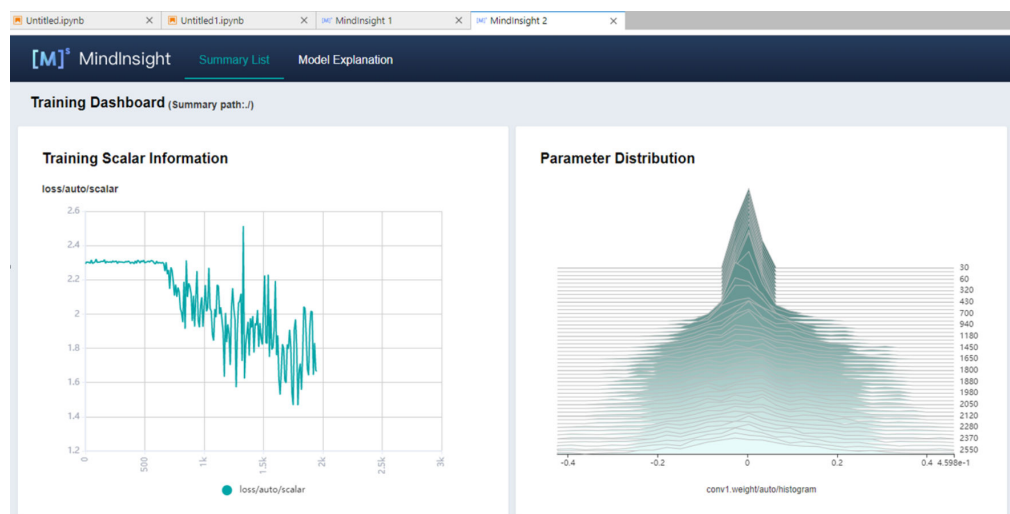 Untitled.ipynb × Untitled1.ipynb × MindInsight 1 × MindInsight 2 ×
[M]s MindInsight Summary List Model Explanation
Training Dashboard (Summary path:./)
Training Scalar Information
loss/auto/scalar
2.6
2.4
2.2
2
1.8
1.6
1.4
1.2
0 500 1k 1.5k 2k 2.5k 3k
loss/auto/scalar
Parameter Distribution
30
60
320
430
700
940
1180
1450
1650
1800
1880
1980
2050
2120
2280
2370
2550
-0.4 -0.2 0 0.2 0.4 4.598e-1
conv1.weight/auto/histogram